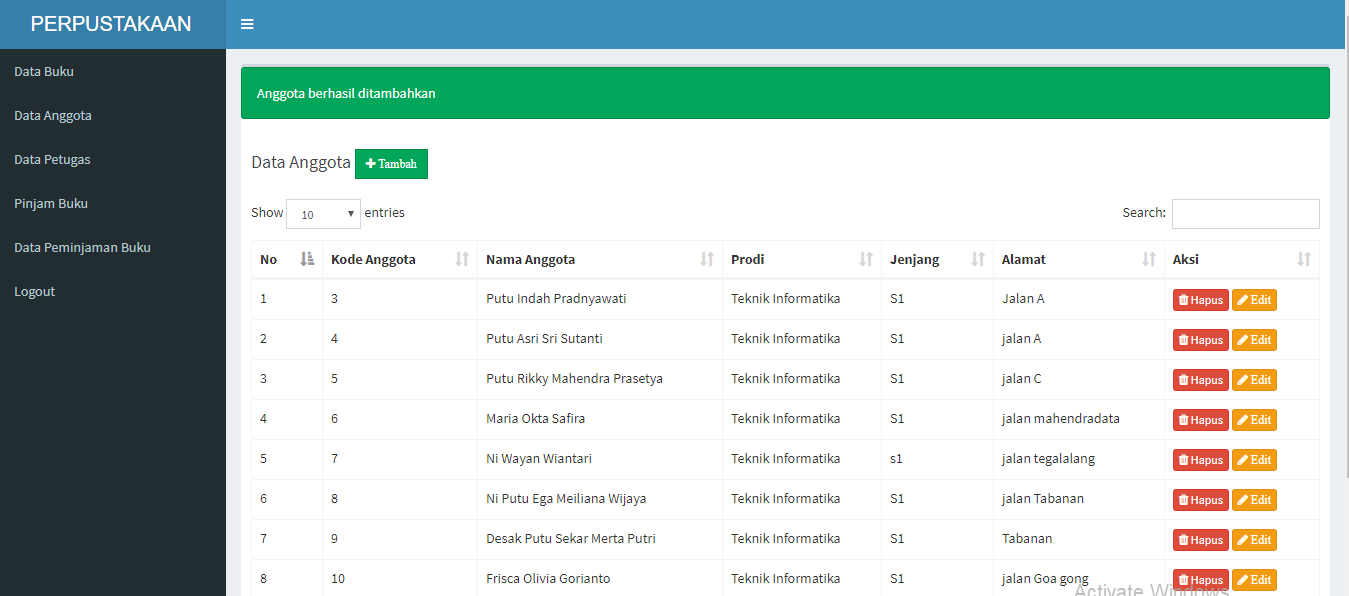 PERPUSTAKAAN
Data Buku
Data Anggota
Data Petugas
Pinjam Buku
Data Peminjaman Buku
Logout
Anggota berhasil ditambahkan
Data Anggota Tambah
Show 10 entries Search:
No Kode Anggota Nama Anggota Prodi Jenjang Alamat Aksi
1 3 Putu Indah Pradnyawati Teknik Informatika S1 Jalan A Hapus Edit
2 4 Putu Asri Sri Sutanti Teknik Informatika S1 jalan A Hapus Edit
3 5 Putu Rikky Mahendra Prasetya Teknik Informatika S1 jalan C Hapus Edit
4 6 Maria Okta Safira Teknik Informatika S1 jalan mahendradata Hapus Edit
5 7 Ni Wayan Wiantari Teknik Informatika s1 jalan tegalalang Hapus Edit
6 8 Ni Putu Ega Meiliana Wijaya Teknik Informatika S1 jalan Tabanan Hapus Edit
7 9 Desak Putu Sekar Merta Putri Teknik Informatika S1 Tabanan Hapus Edit
8 10 Frisca Olivia Gorianto Teknik Informatika S1 jalan Goa gong Hapus Edit
Activate Windows